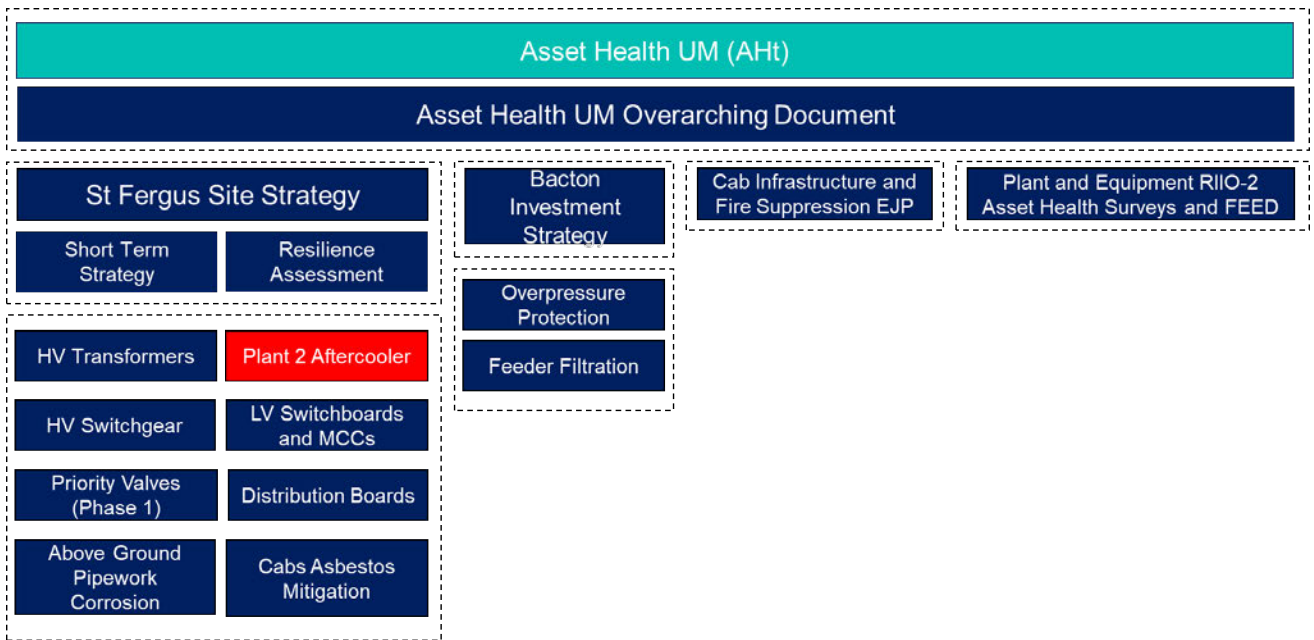 Asset Health UM (AHt)
Asset Health UM Overarching Document
St Fergus Site Strategy
Short Term
Strategy
Resilience
Assessment
HV Transformers
Plant 2 Aftercooler
HV Switchgear
LV Switchboards
and MCCs
Priority Valves
(Phase 1)
Distribution Boards
Above Ground
Pipework
Corrosion
Cabs Asbestos
Mitigation
Bacton
Investment
Strategy
Overpressure
Protection
Feeder Filtration
Cab Infrastructure and
Fire Suppression EJP
Plant and Equipment RIIO-2
Asset Health Surveys and FEED